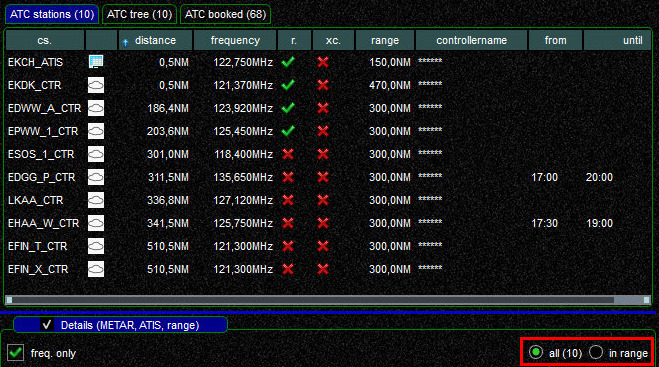 ATC stations (10) ATC tree (10) ATC booked (68)
cs. distance frequency r. xc. range controllername from until
EKCH_ATIS 0,5NM 122,750MHz 150,0NM ******
EKDK_CTR 0,5NM 121,370MHz 470,0NM ******
EDWW_A_CTR 186,4NM 123,920MHz 300,0NM ******
EPWW_1_CTR 203,6NM 125,450MHz 300,0NM ******
ESOS_1_CTR 301,0NM 118,400MHz 300,0NM ******
EDGG_P_CTR 311,5NM 135,650MHz 300,0NM ****** 17:00 20:00
LKAA_CTR 336,8NM 127,120MHz 300,0NM ******
EHAA_W_CTR 341,5NM 125,750MHz 300,0NM ****** 17:30 19:00
EFIN_T_CTR 510,5NM 121,300MHz 300,0NM ******
EFIN_X_CTR 510,5NM 121,300MHz 300,0NM ******
Details (METAR, ATIS, range)
freq. only all (10) in range